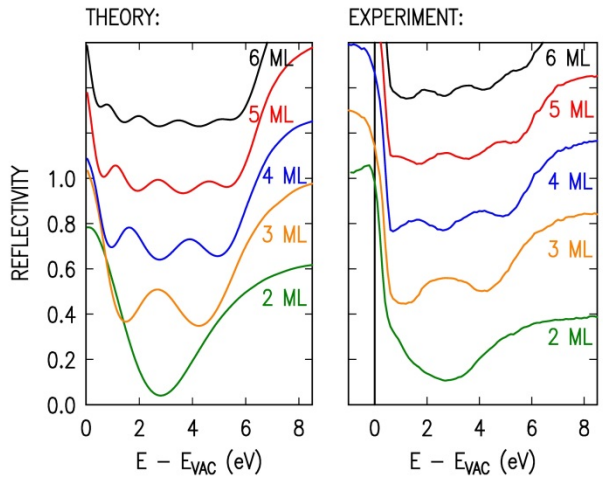 THEORY:
EXPERIMENT:
REFLECTIVITY
1.0
0.8
0.6
0.4
0.2
0.0
6 ML
5 ML
4 ML
3 ML
2 ML
0 2 4 6 8
E − E_VAC (eV)
6 ML
5 ML
4 ML
3 ML
2 ML
0 2 4 6 8
E − E_VAC (eV)